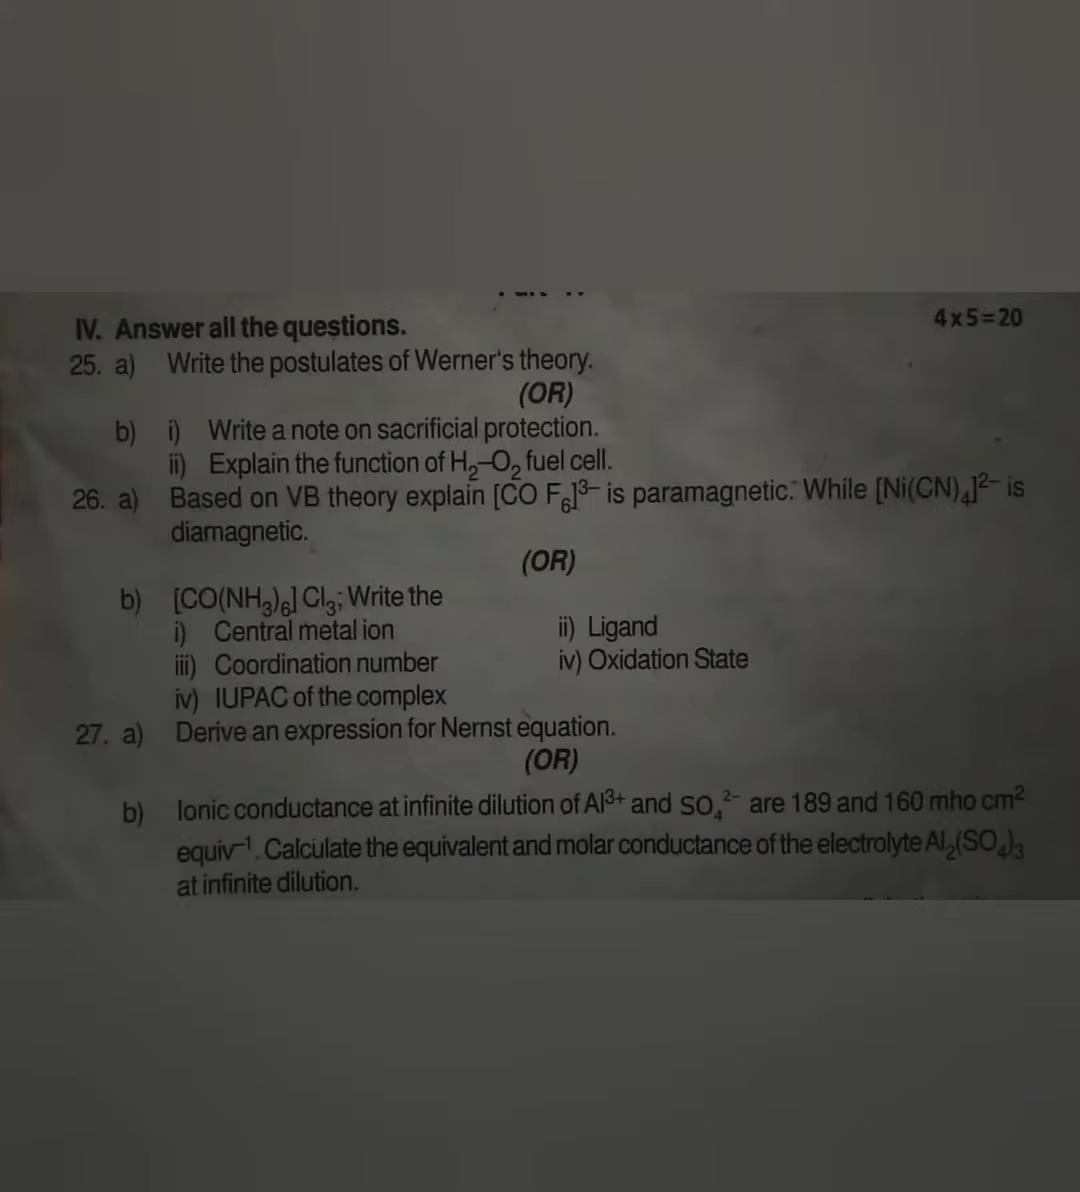 IV. Answer all the questions. 4x5=20
25. a) Write the postulates of Werner's theory.
(OR)
b) i) Write a note on sacrificial protection.
ii) Explain the function of H₂–O₂ fuel cell.
26. a) Based on VB theory explain [CO F₆]³⁻ is paramagnetic. While [Ni(CN)₄]²⁻ is
diamagnetic.
(OR)
b) [CO(NH₃)₆] Cl₃; Write the
i) Central metal ion ii) Ligand
iii) Coordination number iv) Oxidation State
iv) IUPAC of the complex
27. a) Derive an expression for Nernst equation.
(OR)
b) Ionic conductance at infinite dilution of Al³⁺ and SO₄²⁻ are 189 and 160 mho cm²
equiv⁻¹. Calculate the equivalent and molar conductance of the electrolyte Al₂(SO₄)₃
at infinite dilution.